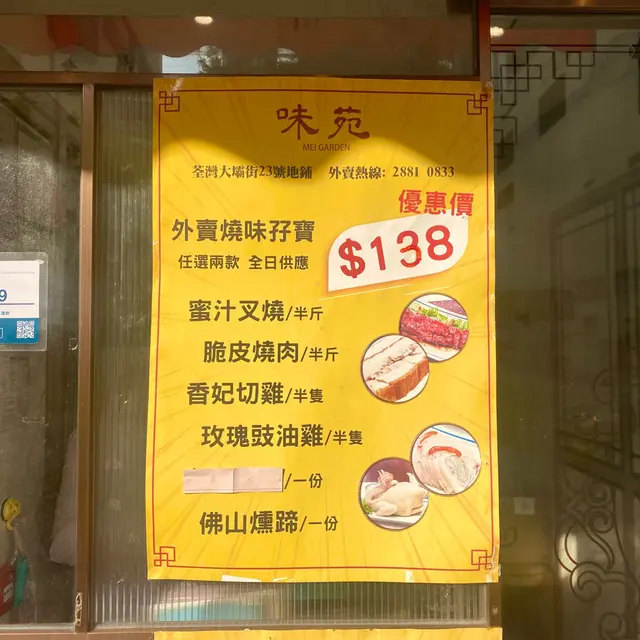 味苑
MEI GARDEN
荃灣大壩街23號地鋪 外賣熱線: 2881 0833
優惠價
$138
外賣燒味孖寶
任選兩款 全日供應
蜜汁叉燒/半斤
脆皮燒肉/半斤
香妃切雞/半隻
玫瑰豉油雞/半隻
/一份
佛山燻蹄/一份
9